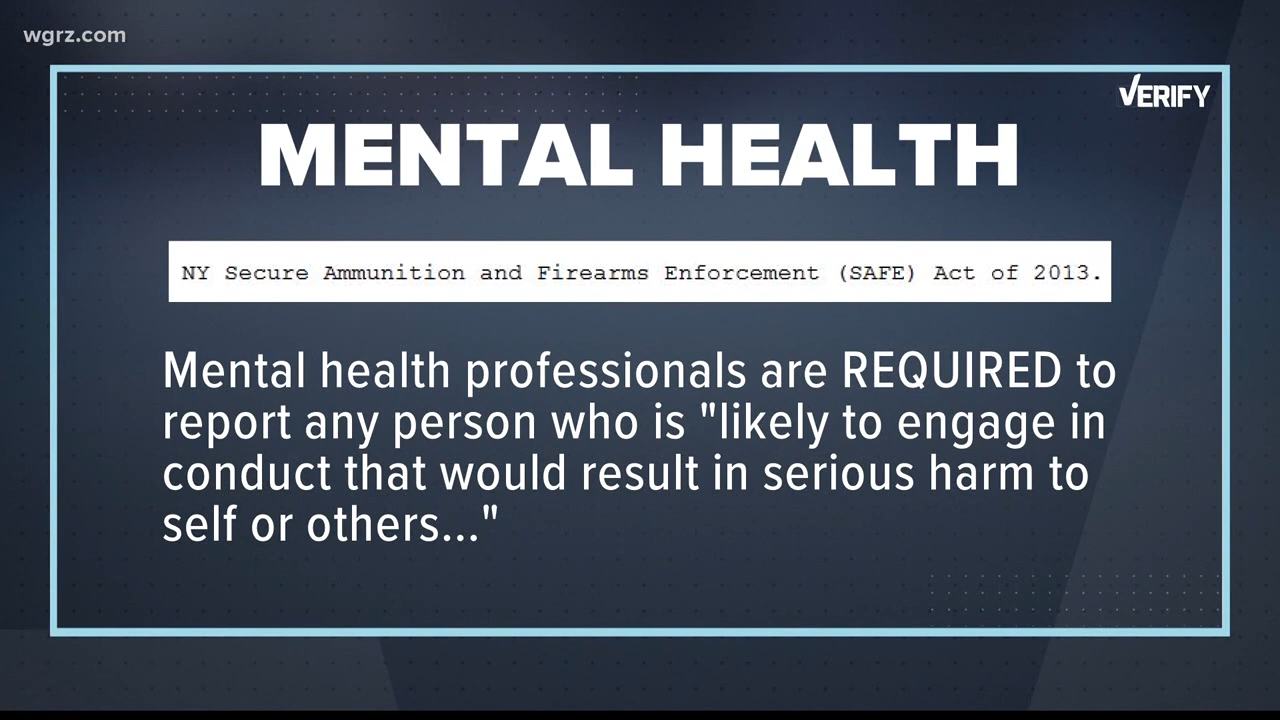 wgrz.com
VERIFY
MENTAL HEALTH
NY Secure Ammunition and Firearms Enforcement (SAFE) Act of 2013.
Mental health professionals are REQUIRED to
report any person who is "likely to engage in
conduct that would result in serious harm to
self or others..."